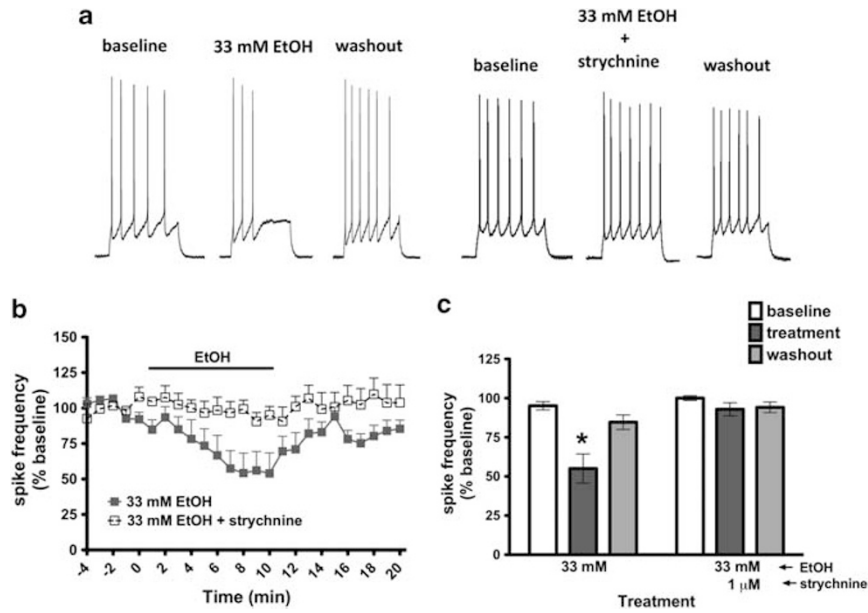 a
baseline
33 mM EtOH
washout
baseline
33 mM EtOH
+
strychnine
washout
b
spike frequency
(% baseline)
150
125
100
75
50
25
0
EtOH
33 mM EtOH
33 mM EtOH + strychnine
-4
-2
0
2
4
6
8
10
12
14
16
18
20
Time (min)
c
baseline
treatment
washout
spike frequency
(% baseline)
125
100
75
50
25
0
*
33 mM
33 mM
1 μM
EtOH
strychnine
Treatment